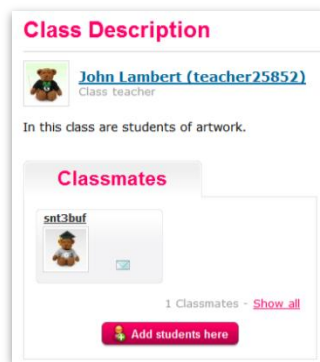 Class Description
John Lambert (teacher25852)
Class teacher
In this class are students of artwork.
Classmates
snt3buf
1 Classmates - Show all
Add students here